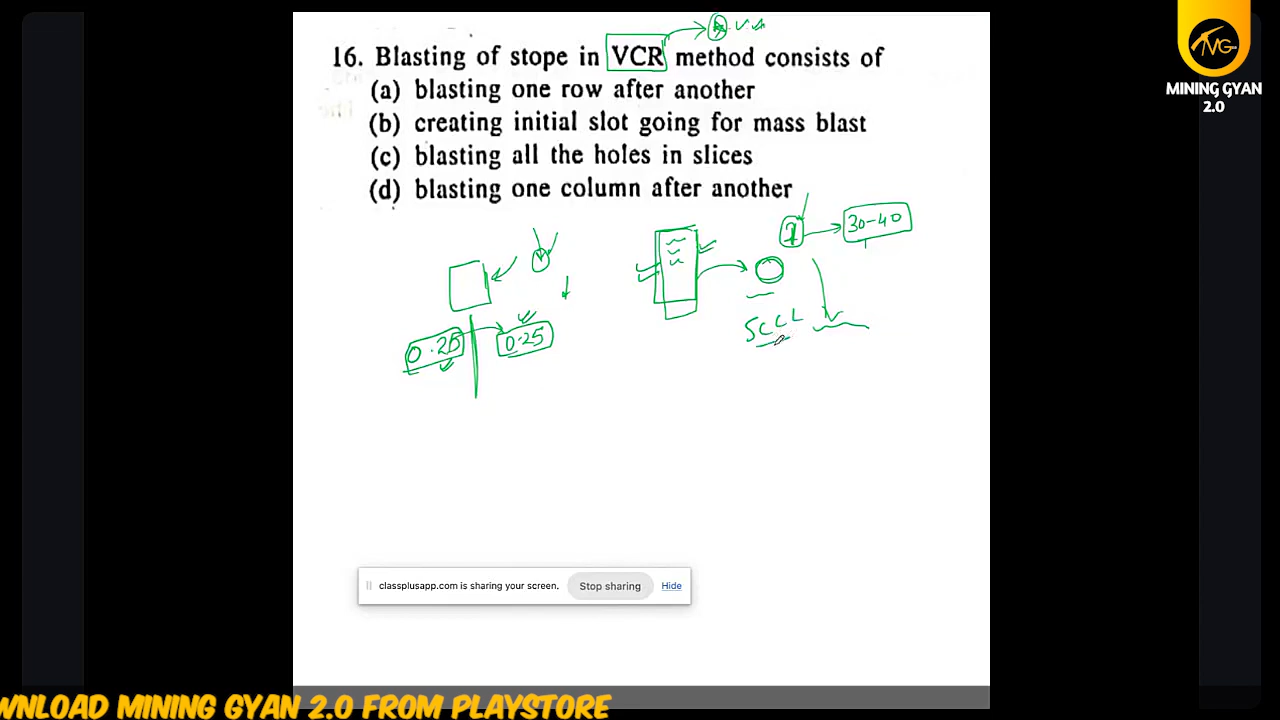 16. Blasting of stope in VCR method consists of
(a) blasting one row after another
(b) creating initial slot going for mass blast
(c) blasting all the holes in slices
(d) blasting one column after another
30-40
0.25
0.25
SCCL
classplusapp.com is sharing your screen.
Stop sharing
Hide
MINING GYAN
2.0
WNLOAD MINING GYAN 2.0 FROM PLAYSTORE